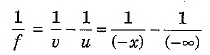 1/f = 1/v - 1/u = 1/(-x) - 1/(-∞)